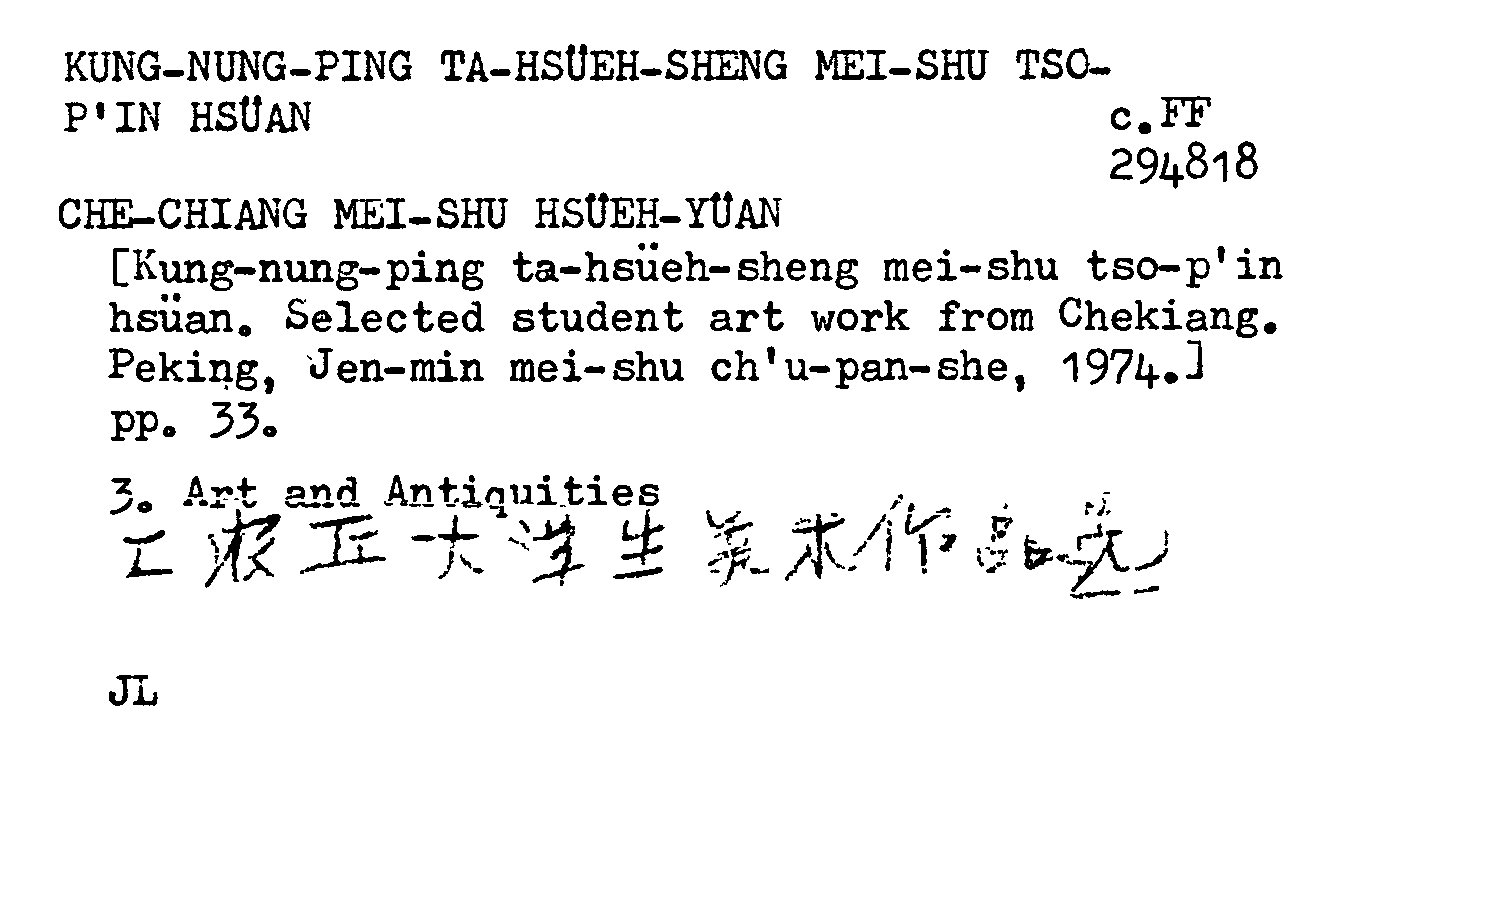 KUNG-NUNG-PING TA-HSÜEH-SHENG MEI-SHU TSO-
P'IN HSÜAN
c.FF
294818
CHE-CHIANG MEI-SHU HSÜEH-YÜAN
[Kung-nung-ping ta-hsüeh-sheng mei-shu tso-p'in
hsüan. Selected student art work from Chekiang.
Peking, Jen-min mei-shu ch'u-pan-she, 1974.]
pp. 33.
3. Art and Antiquities
工农兵大学生美术作品选
JL